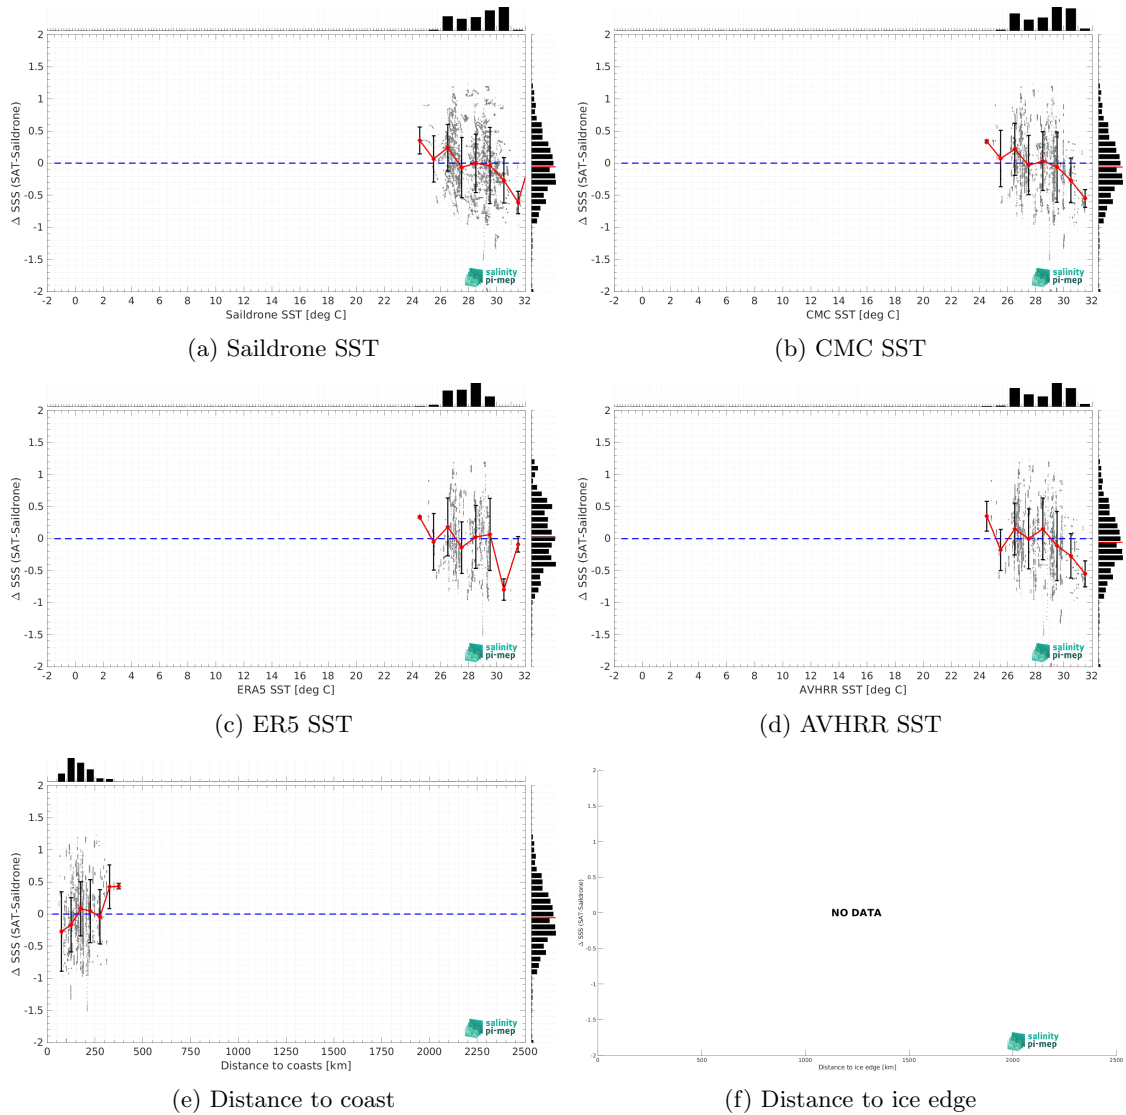 2
1.5
1
0.5
0
-0.5
-1
-1.5
-2
Δ SSS (SAT-Saildrone)
salinity
pi-mep
-2 0 2 4 6 8 10 12 14 16 18 20 22 24 26 28 30 32
Saildrone SST [deg C]
(a) Saildrone SST
2
1.5
1
0.5
0
-0.5
-1
-1.5
-2
Δ SSS (SAT-Saildrone)
salinity
pi-mep
-2 0 2 4 6 8 10 12 14 16 18 20 22 24 26 28 30 32
CMC SST [deg C]
(b) CMC SST
2
1.5
1
0.5
0
-0.5
-1
-1.5
-2
Δ SSS (SAT-Saildrone)
salinity
pi-mep
-2 0 2 4 6 8 10 12 14 16 18 20 22 24 26 28 30 32
ERA5 SST [deg C]
(c) ER5 SST
2
1.5
1
0.5
0
-0.5
-1
-1.5
-2
Δ SSS (SAT-Saildrone)
salinity
pi-mep
-2 0 2 4 6 8 10 12 14 16 18 20 22 24 26 28 30 32
AVHRR SST [deg C]
(d) AVHRR SST
2
1.5
1
0.5
0
-0.5
-1
-1.5
-2
Δ SSS (SAT-Saildrone)
salinity
pi-mep
0 250 500 750 1000 1250 1500 1750 2000 2250 2500
Distance to coasts [km]
(e) Distance to coast
2
1.5
1
0.5
0
-0.5
-1
-1.5
-2
Δ SSS (SAT-Saildrone)
NO DATA
salinity
pi-mep
0 500 1000 1500 2000 2500
Distance to ice edge [km]
(f) Distance to ice edge